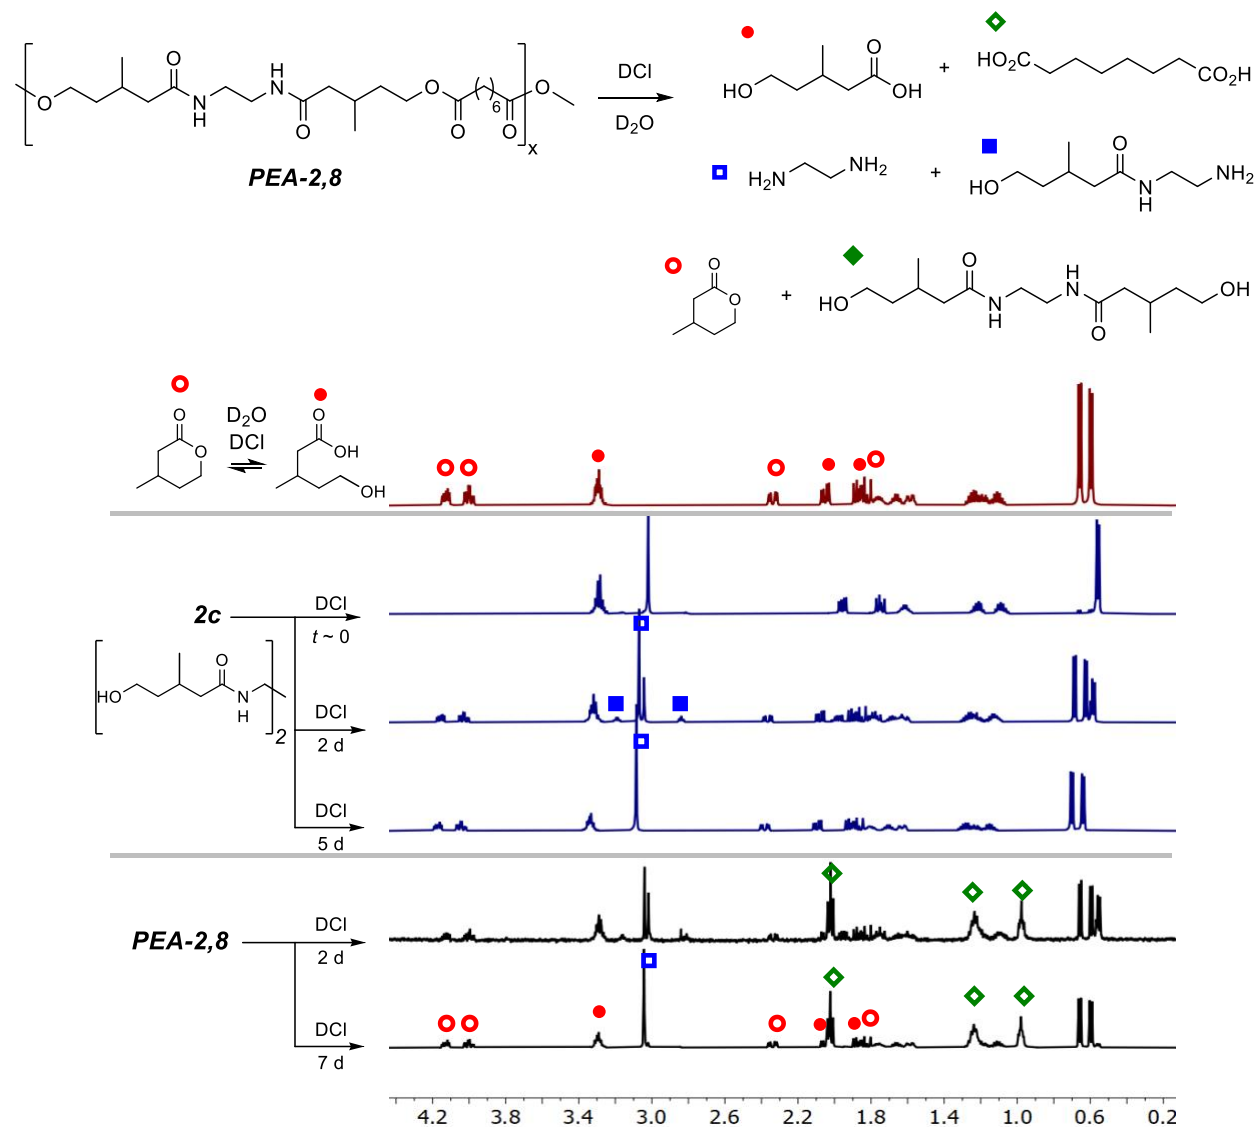 O
O
N
H
H
N
O
O
O
6
O
O
O
x
PEA-2,8
DCl
D2O
HO
O
OH
+
HO2C
CO2H
H2N
NH2
+
HO
O
N
H
NH2
O
O
+
HO
O
N
H
H
N
O
OH
O
O
D2O
DCl
O
OH
OH
2c
DCl
t ~ 0
HO
O
N
H
2
DCl
2 d
DCl
5 d
PEA-2,8
DCl
2 d
DCl
7 d
4.2 3.8 3.4 3.0 2.6 2.2 1.8 1.4 1.0 0.6 0.2